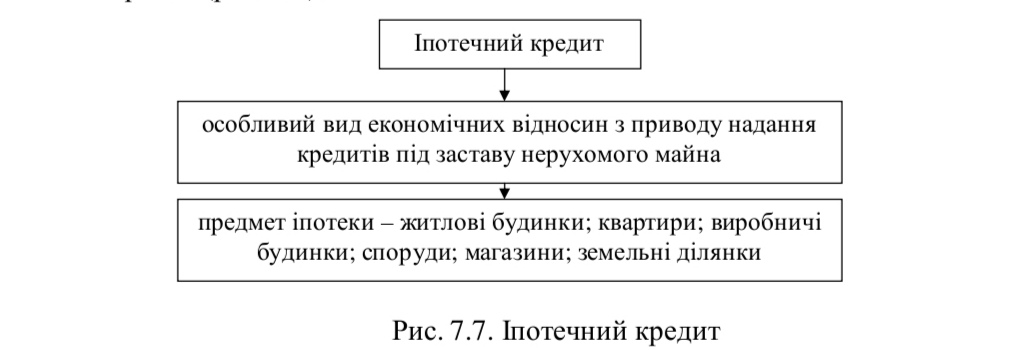 Іпотечний кредит
особливий вид економічних відносин з приводу надання
кредитів під заставу нерухомого майна
предмет іпотеки – житлові будинки; квартири; виробничі
будинки; споруди; магазини; земельні ділянки
Рис. 7.7. Іпотечний кредит